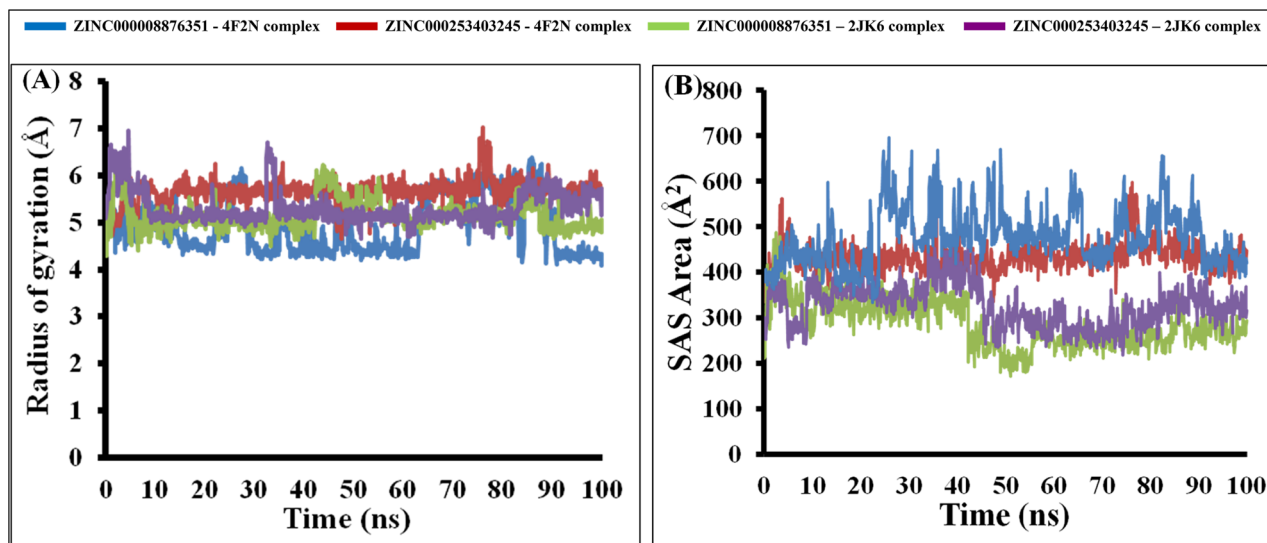 ZINC000008876351 - 4F2N complex ZINC000253403245 - 4F2N complex ZINC000008876351 – 2JK6 complex ZINC000253403245 – 2JK6 complex
(A)
Radius of gyration (Å)
8
7
6
5
4
3
2
1
0
0 10 20 30 40 50 60 70 80 90 100
Time (ns)
(B)
SAS Area (Å²)
800
700
600
500
400
300
200
100
0
0 10 20 30 40 50 60 70 80 90 100
Time (ns)